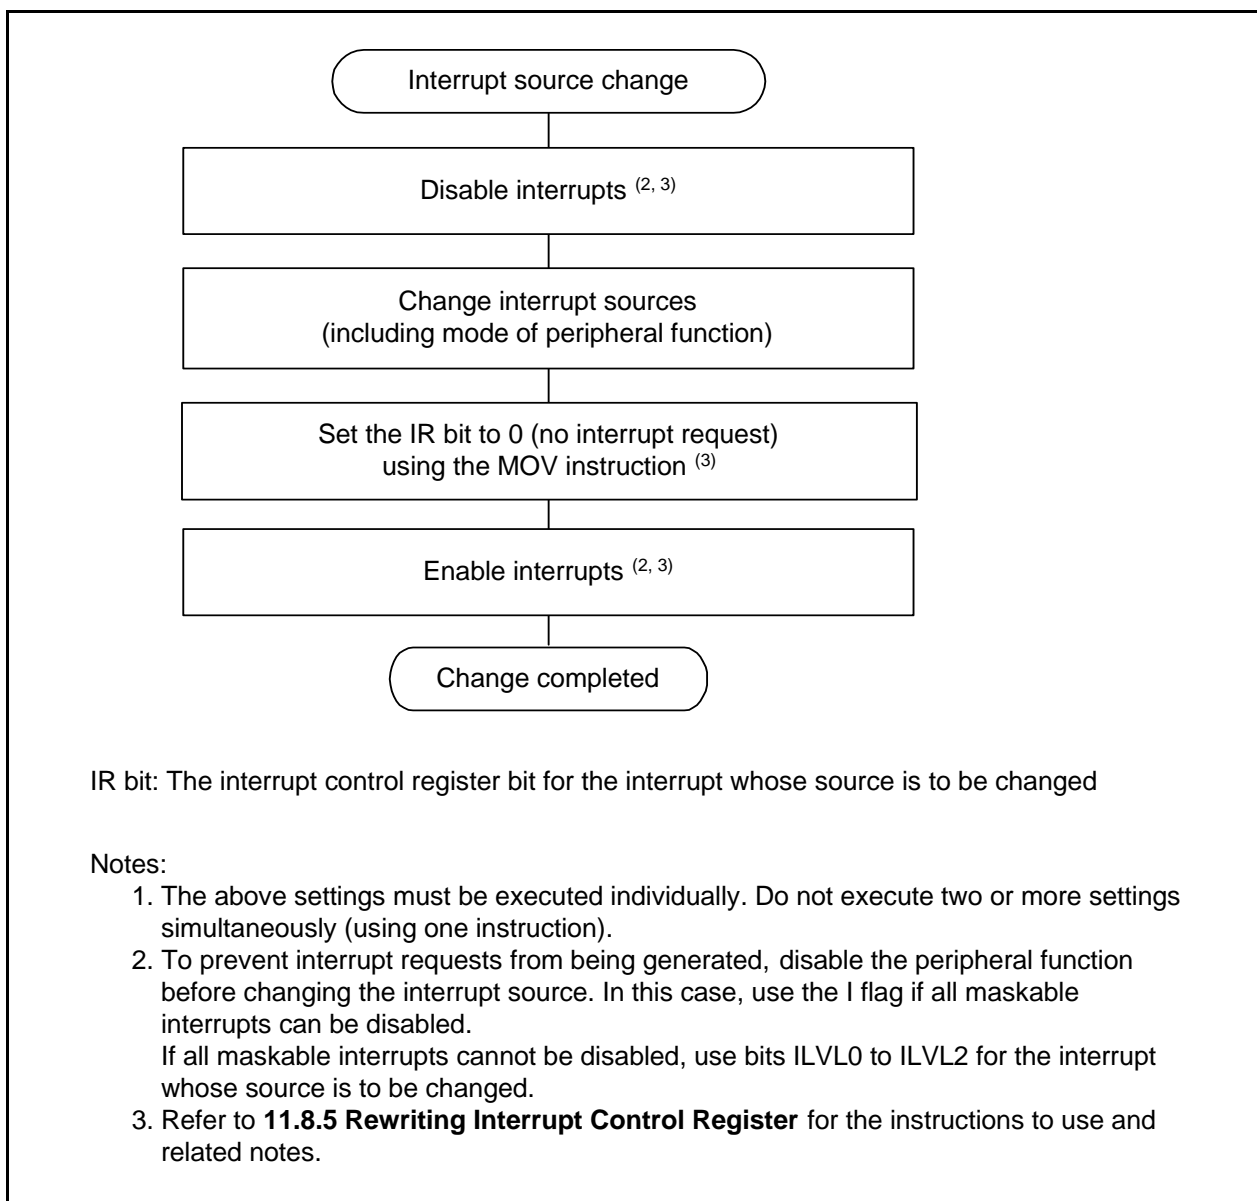 Interrupt source change
Disable interrupts (2, 3)
Change interrupt sources
(including mode of peripheral function)
Set the IR bit to 0 (no interrupt request)
using the MOV instruction (3)
Enable interrupts (2, 3)
Change completed
IR bit: The interrupt control register bit for the interrupt whose source is to be changed
Notes:
1. The above settings must be executed individually. Do not execute two or more settings
simultaneously (using one instruction).
2. To prevent interrupt requests from being generated, disable the peripheral function
before changing the interrupt source. In this case, use the I flag if all maskable
interrupts can be disabled.
If all maskable interrupts cannot be disabled, use bits ILVL0 to ILVL2 for the interrupt
whose source is to be changed.
3. Refer to 11.8.5 Rewriting Interrupt Control Register for the instructions to use and
related notes.